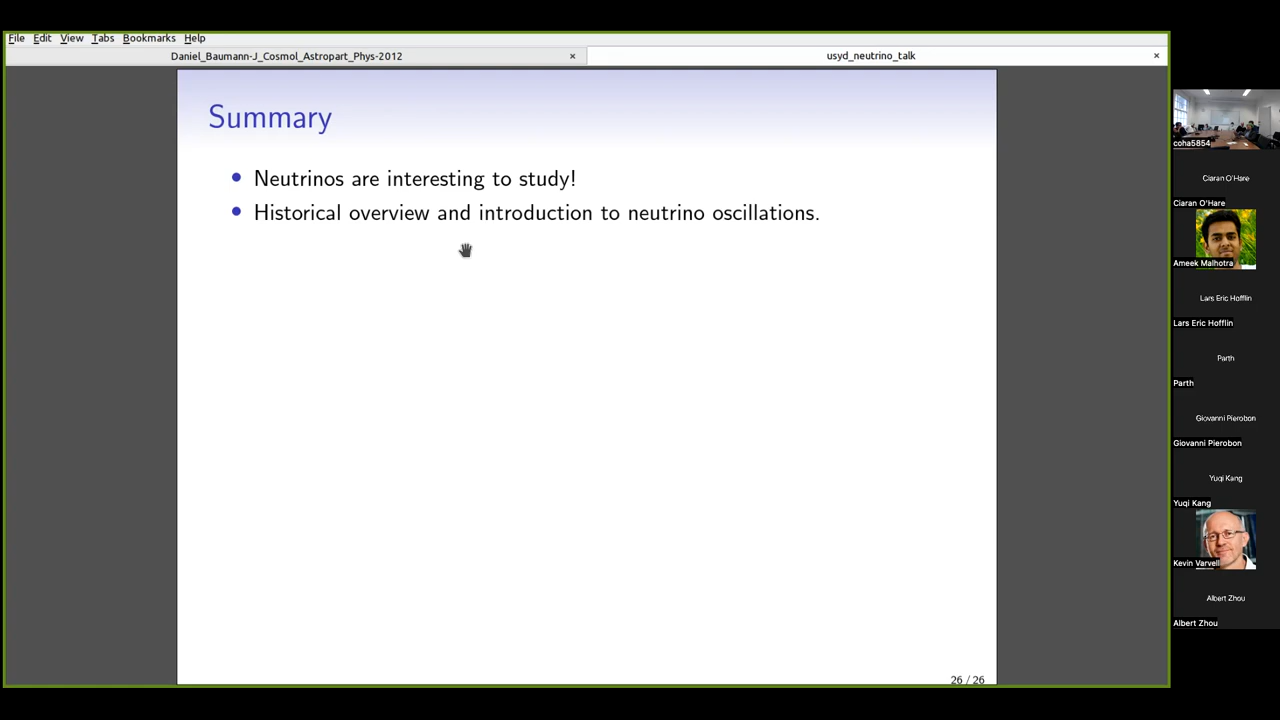 File Edit View Tabs Bookmarks Help
Daniel_Baumann-J_Cosmol_Astropart_Phys-2012 × usyd_neutrino_talk ×
Summary
• Neutrinos are interesting to study!
• Historical overview and introduction to neutrino oscillations.
26 / 26
coha5854
Ciaran O'Hare
Ciaran O'Hare
Ameek Malhotra
Lars Eric Hofflin
Lars Eric Hofflin
Parth
Parth
Giovanni Pierobon
Giovanni Pierobon
Yuqi Kang
Yuqi Kang
Kevin Varvell
Albert Zhou
Albert Zhou